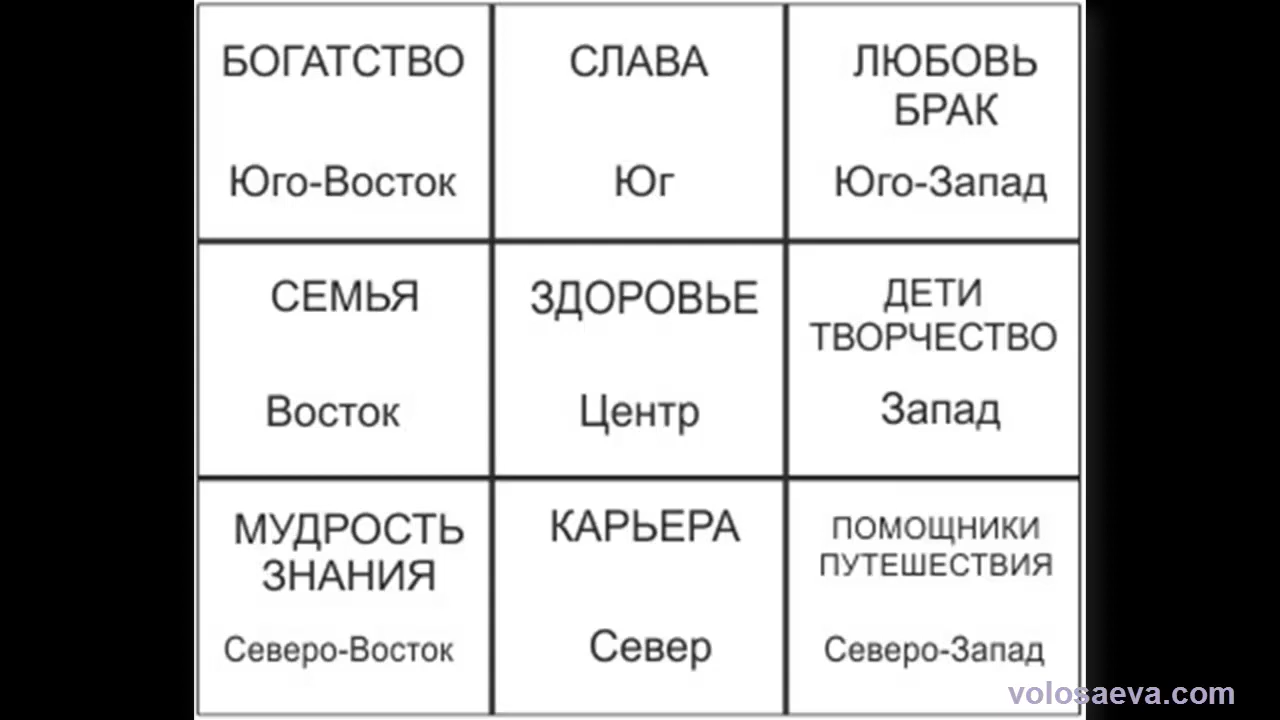 БОГАТСТВО
Юго-Восток
СЛАВА
Юг
ЛЮБОВЬ
БРАК
Юго-Запад
СЕМЬЯ
Восток
ЗДОРОВЬЕ
Центр
ДЕТИ
ТВОРЧЕСТВО
Запад
МУДРОСТЬ
ЗНАНИЯ
Северо-Восток
КАРЬЕРА
Север
ПОМОЩНИКИ
ПУТЕШЕСТВИЯ
Северо-Запад
volosaeva.com